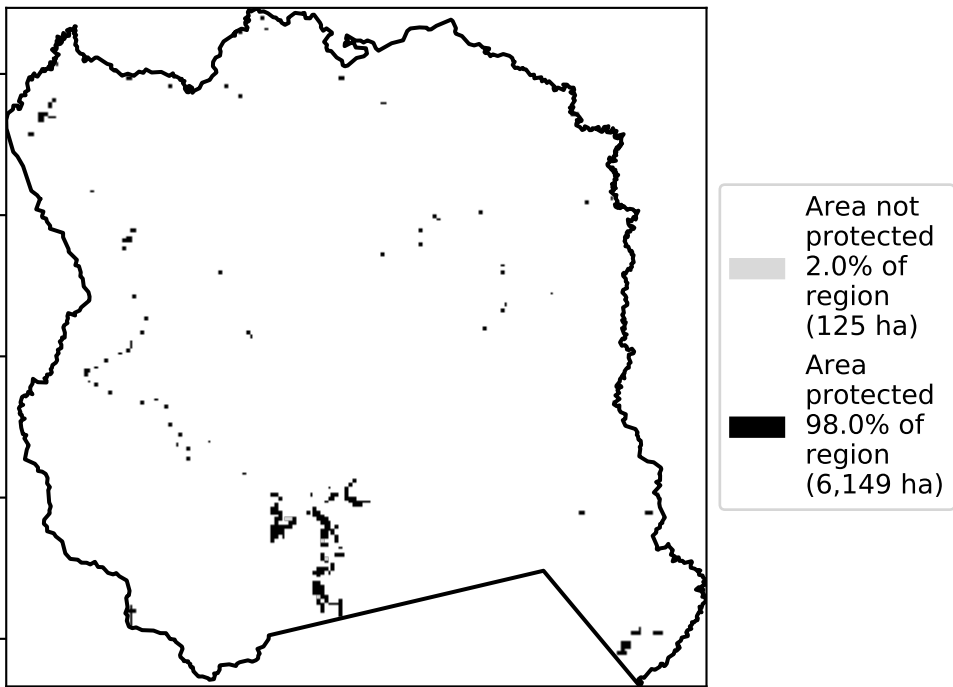 Area not
protected
2.0% of
region
(125 ha)
Area
protected
98.0% of
region
(6,149 ha)